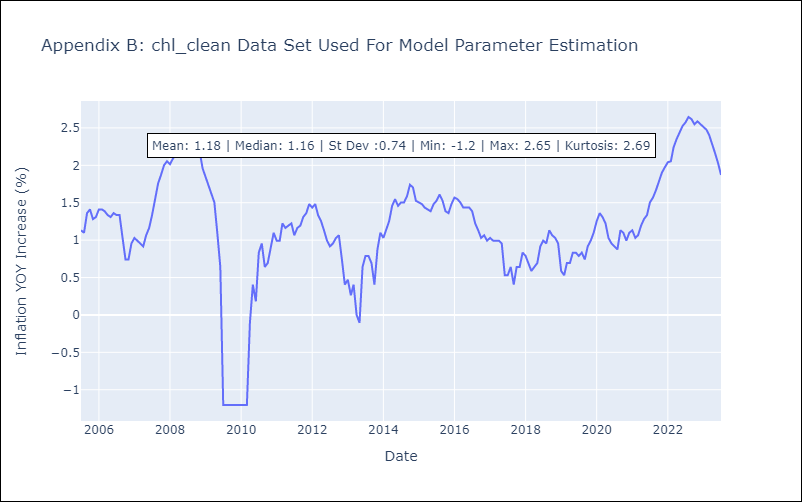 Appendix B: chl_clean Data Set Used For Model Parameter Estimation
Mean: 1.18 | Median: 1.16 | St Dev :0.74 | Min: -1.2 | Max: 2.65 | Kurtosis: 2.69
Inflation YOY Increase (%)
2.5
2
1.5
1
0.5
0
−0.5
−1
2006 2008 2010 2012 2014 2016 2018 2020 2022
Date